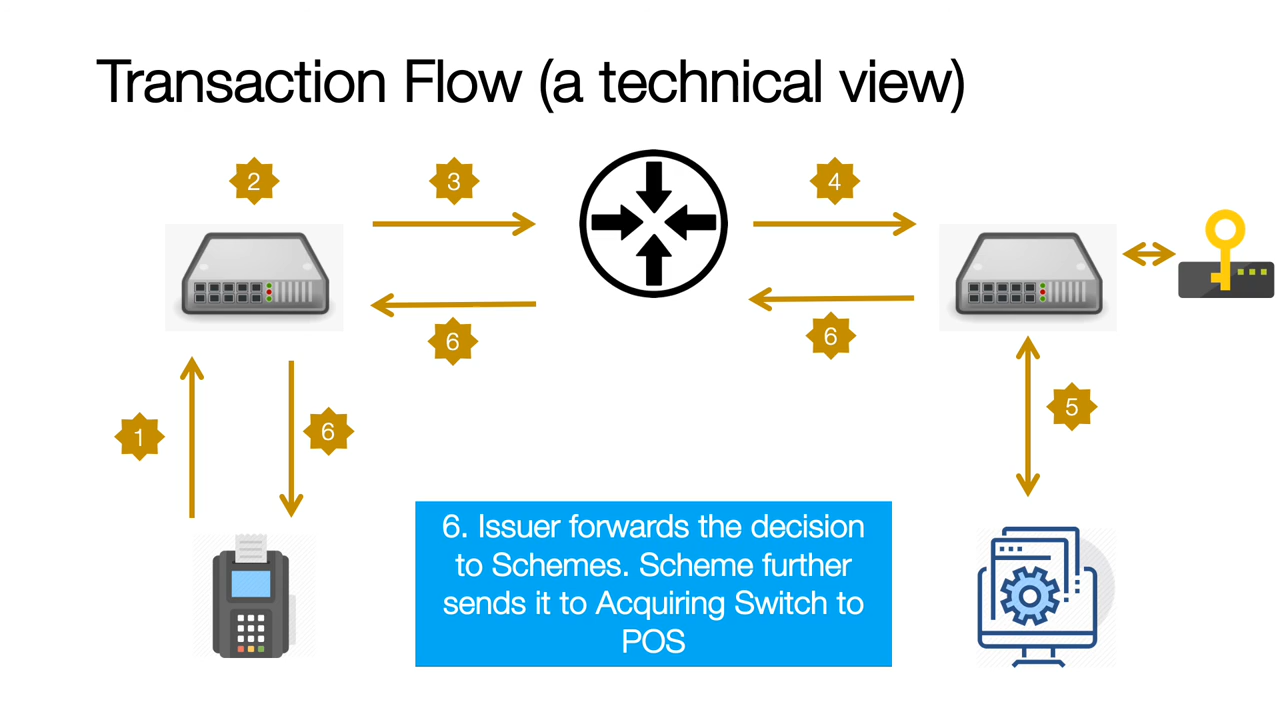 Transaction Flow (a technical view)
2
3
4
6
6
1
6
5
6. Issuer forwards the decision
to Schemes. Scheme further
sends it to Acquiring Switch to
POS